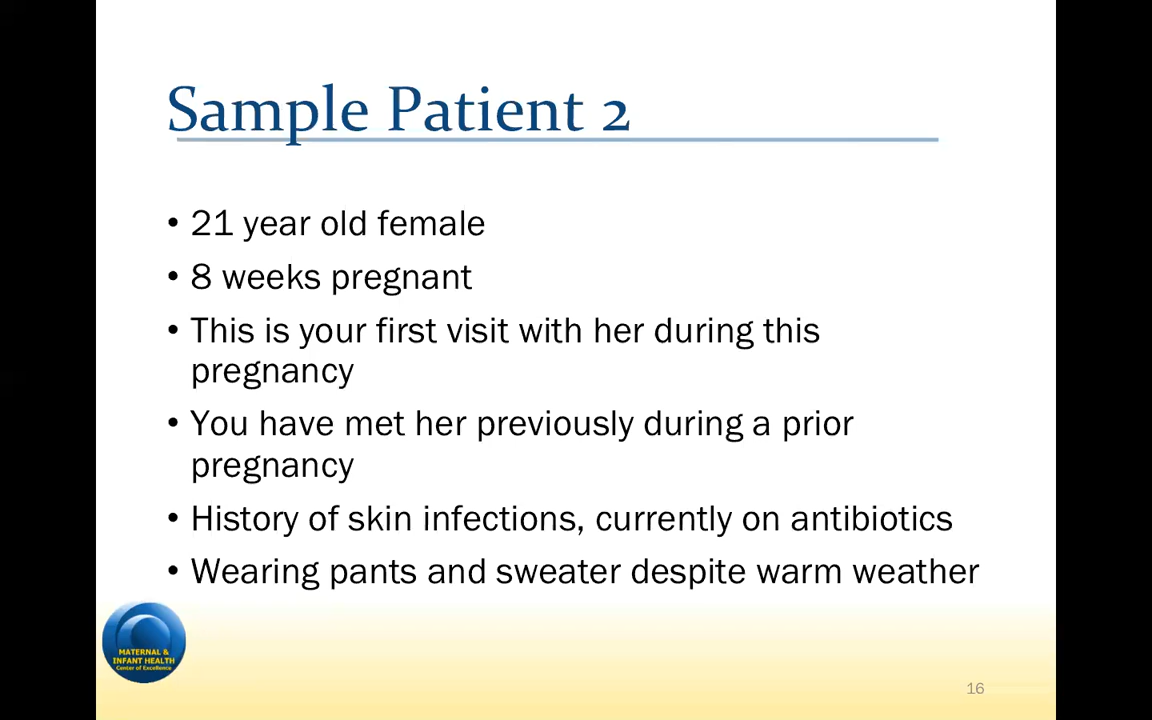 Sample Patient 2
• 21 year old female
• 8 weeks pregnant
• This is your first visit with her during this
pregnancy
• You have met her previously during a prior
pregnancy
• History of skin infections, currently on antibiotics
• Wearing pants and sweater despite warm weather
MATERNAL &
INFANT HEALTH
Center of Excellence
16